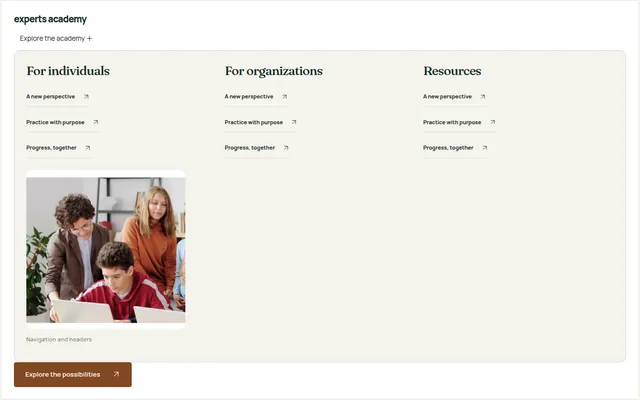 experts academy
Explore the academy +
For individuals
A new perspective
Practice with purpose
Progress, together
For organizations
A new perspective
Practice with purpose
Progress, together
Resources
A new perspective
Practice with purpose
Progress, together
Navigation and headers
Explore the possibilities